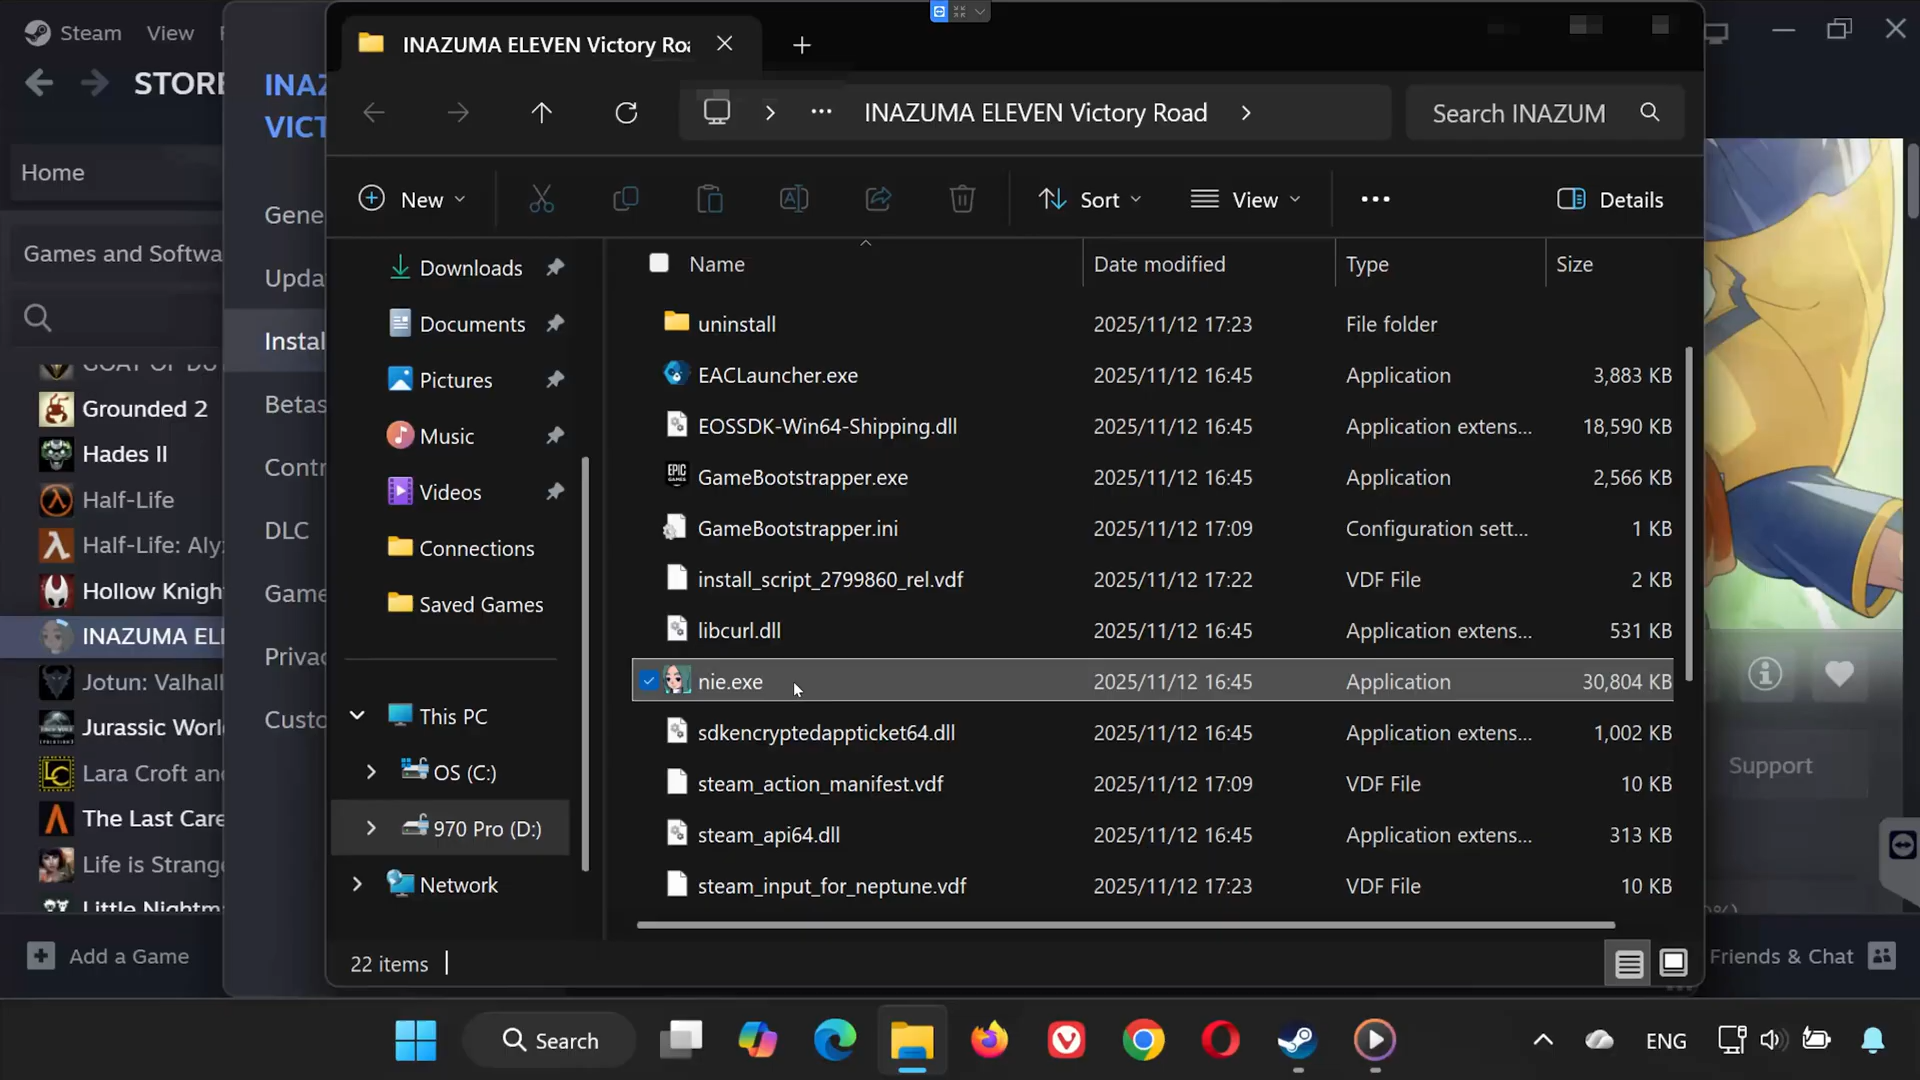 Steam
View
STORE
Home
Games and Softwa
Grounded 2
Hades II
Half-Life
Half-Life: Aly
Hollow Knigh
INAZUMA EL
Jotun: Valhall
Jurassic Worl
Lara Croft an
The Last Care
Life is Strange
Little Nightm
Add a Game
INAZ
VICT
Gene
Upda
Instal
Betas
Contr
DLC
Game
Privac
Custo
INAZUMA ELEVEN Victory Roa
... INAZUMA ELEVEN Victory Road
Search INAZUM
New
Sort
View
...
Details
Downloads
Documents
Pictures
Music
Videos
Connections
Saved Games
This PC
OS (C:)
970 Pro (D:)
Network
Name Date modified Type Size
uninstall 2025/11/12 17:23 File folder
EACLauncher.exe 2025/11/12 16:45 Application 3,883 KB
EOSSDK-Win64-Shipping.dll 2025/11/12 16:45 Application extens... 18,590 KB
EPIC GAMES
GameBootstrapper.exe 2025/11/12 16:45 Application 2,566 KB
GameBootstrapper.ini 2025/11/12 17:09 Configuration sett... 1 KB
install_script_2799860_rel.vdf 2025/11/12 17:22 VDF File 2 KB
libcurl.dll 2025/11/12 16:45 Application extens... 531 KB
nie.exe 2025/11/12 16:45 Application 30,804 KB
sdkencryptedappticket64.dll 2025/11/12 16:45 Application extens... 1,002 KB
steam_action_manifest.vdf 2025/11/12 17:09 VDF File 10 KB
steam_api64.dll 2025/11/12 16:45 Application extens... 313 KB
steam_input_for_neptune.vdf 2025/11/12 17:23 VDF File 10 KB
22 items
Support
Friends & Chat
Search
ENG